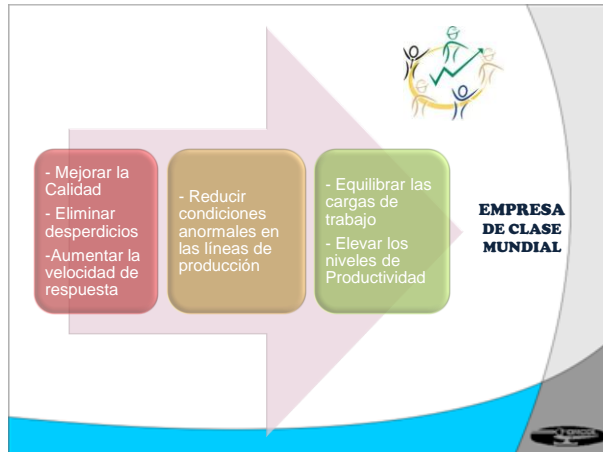 - Mejorar la
Calidad
- Eliminar
desperdicios
-Aumentar la
velocidad de
respuesta
- Reducir
condiciones
anormales en
las líneas de
producción
- Equilibrar las
cargas de
trabajo
- Elevar los
niveles de
Productividad
EMPRESA
DE CLASE
MUNDIAL